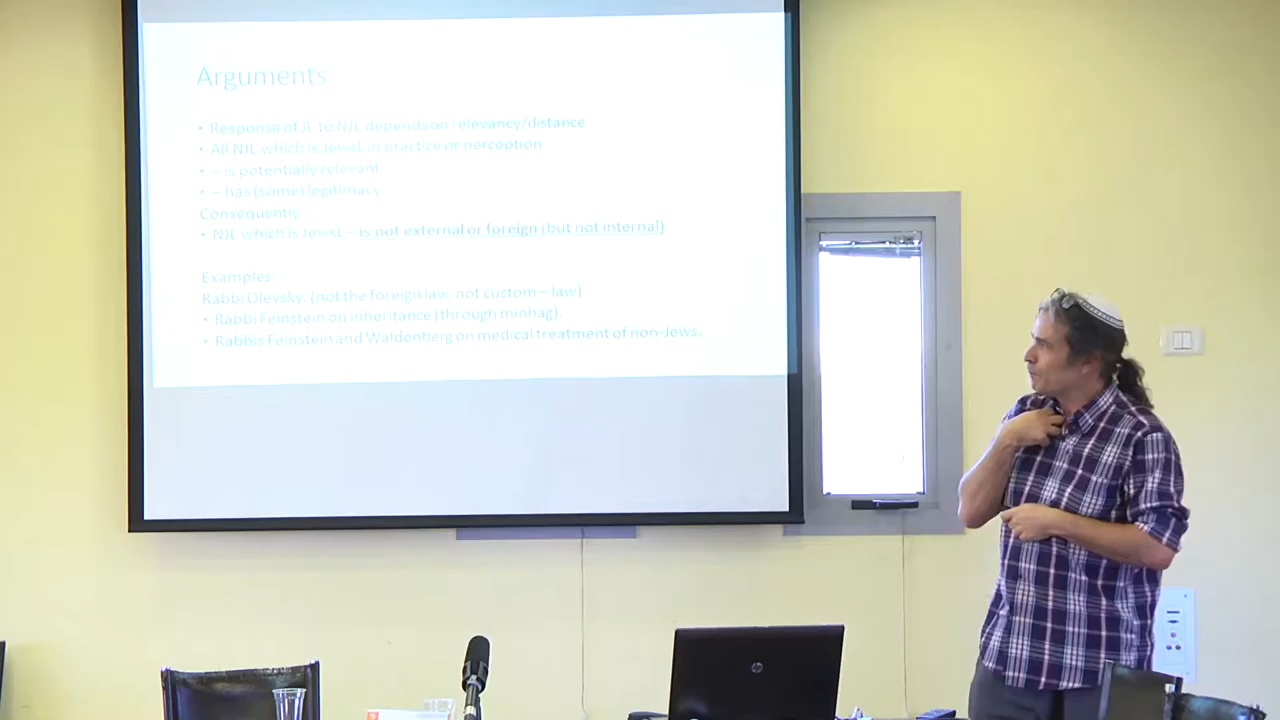 Arguments
• Response of JL to NJL depends on relevancy/distance
• All NJL which is JewsL in practice or perception
• – is potentially relevant
• – has (some) legitimacy
Consequently-
• NJL which is JewsL – is not external or foreign (but not internal)
Examples:
Rabbi Olevsky. (not the foreign law, not custom – law)
• Rabbi Feinstein on inheritance (through minhag).
• Rabbis Feinstein and Waldenberg on medical treatment of non-Jews.
hp